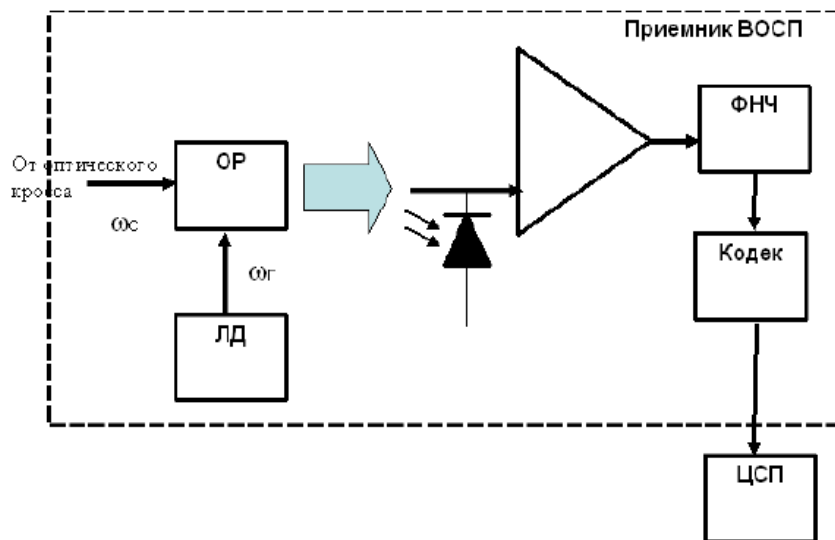 Приемник ВОСП
ФНЧ
От оптического
кросса
ОР
ωс
ωг
Кодек
ЛД
ЦСП